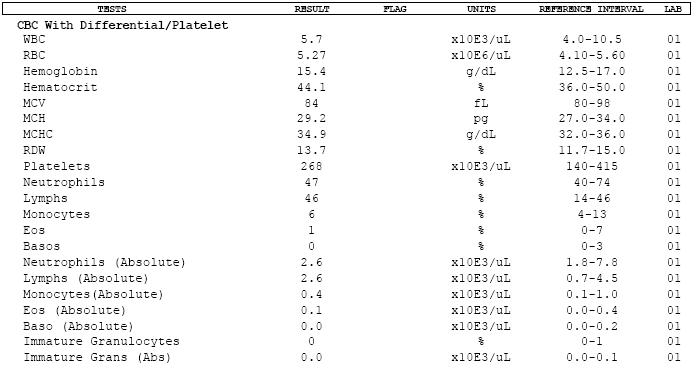 TESTS RESULT FLAG UNITS REFERENCE INTERVAL LAB
CBC With Differential/Platelet
WBC 5.7 x10E3/uL 4.0-10.5 01
RBC 5.27 x10E6/uL 4.10-5.60 01
Hemoglobin 15.4 g/dL 12.5-17.0 01
Hematocrit 44.1 % 36.0-50.0 01
MCV 84 fL 80-98 01
MCH 29.2 pg 27.0-34.0 01
MCHC 34.9 g/dL 32.0-36.0 01
RDW 13.7 % 11.7-15.0 01
Platelets 268 x10E3/uL 140-415 01
Neutrophils 47 % 40-74 01
Lymphs 46 % 14-46 01
Monocytes 6 % 4-13 01
Eos 1 % 0-7 01
Basos 0 % 0-3 01
Neutrophils (Absolute) 2.6 x10E3/uL 1.8-7.8 01
Lymphs (Absolute) 2.6 x10E3/uL 0.7-4.5 01
Monocytes(Absolute) 0.4 x10E3/uL 0.1-1.0 01
Eos (Absolute) 0.1 x10E3/uL 0.0-0.4 01
Baso (Absolute) 0.0 x10E3/uL 0.0-0.2 01
Immature Granulocytes 0 % 0-1 01
Immature Grans (Abs) 0.0 x10E3/uL 0.0-0.1 01